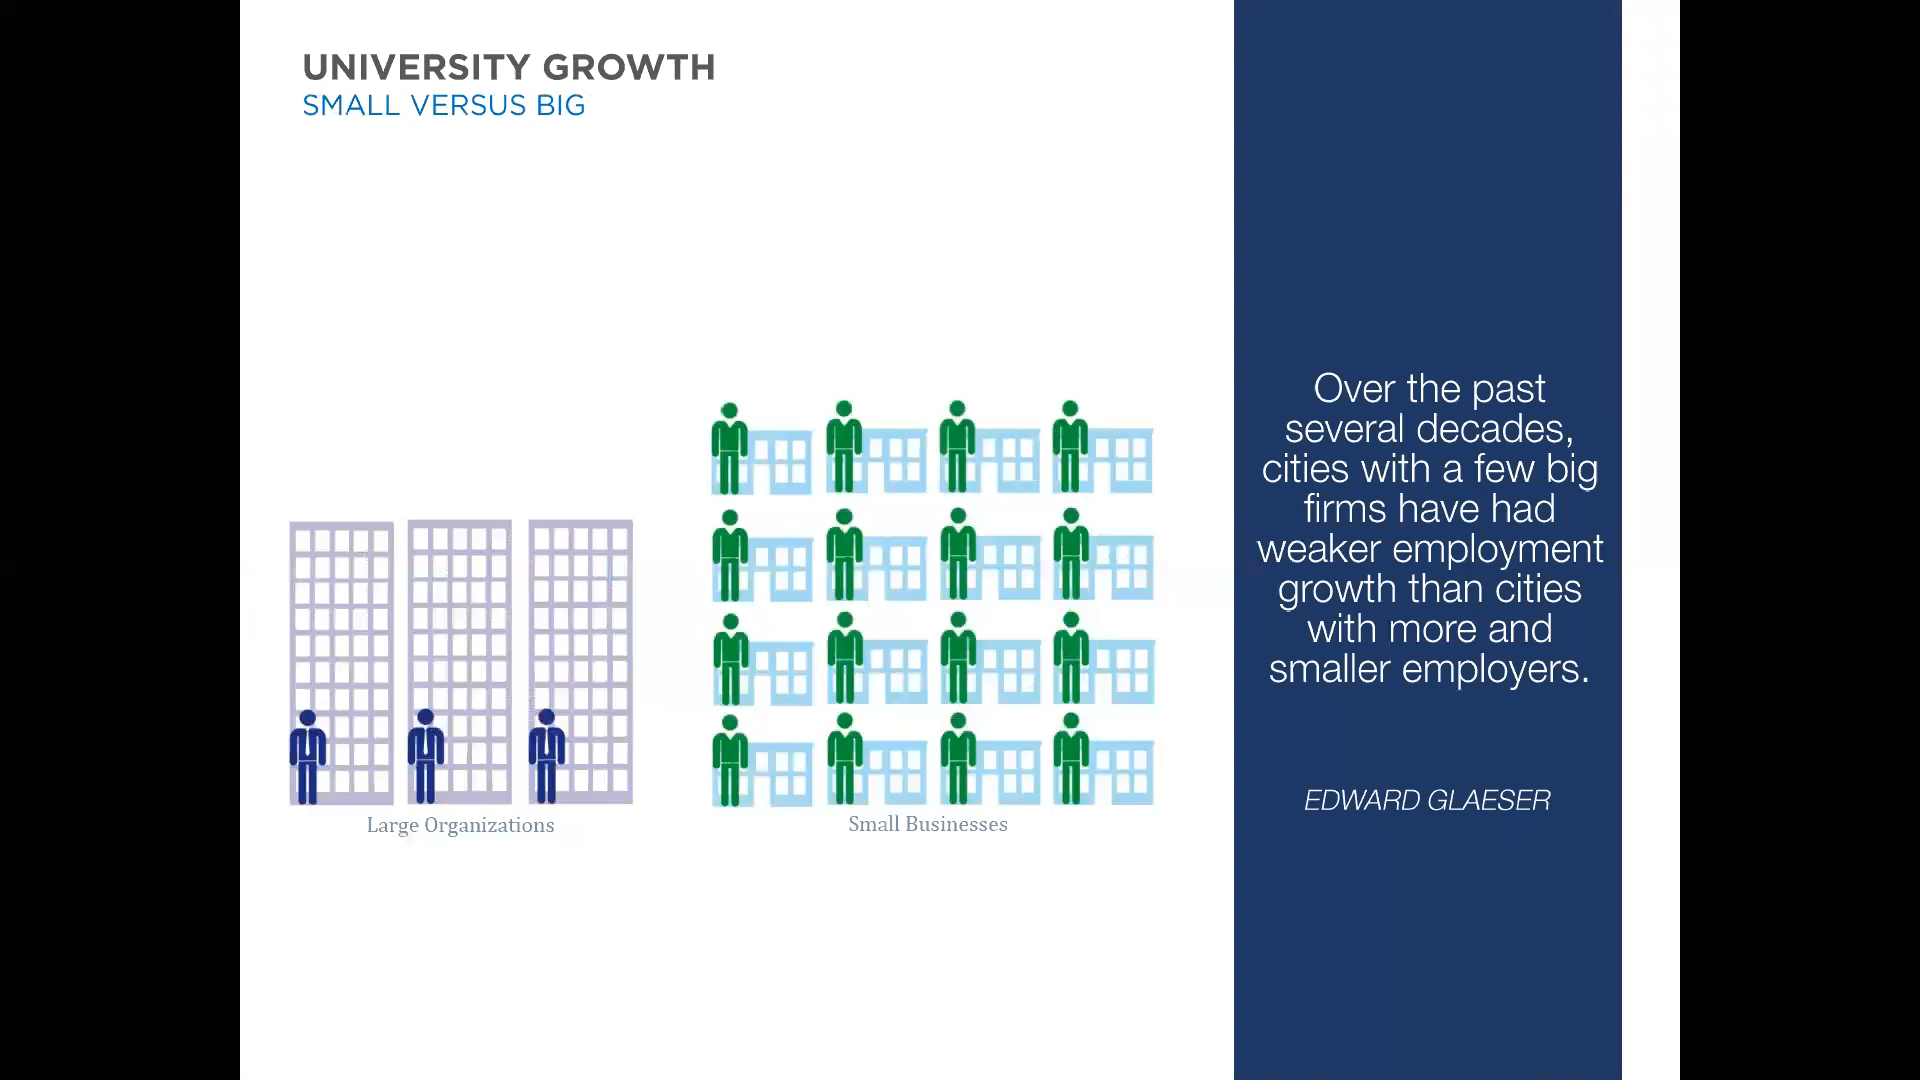 UNIVERSITY GROWTH
SMALL VERSUS BIG
Large Organizations
Small Businesses
Over the past
several decades,
cities with a few big
firms have had
weaker employment
growth than cities
with more and
smaller employers.
EDWARD GLAESER